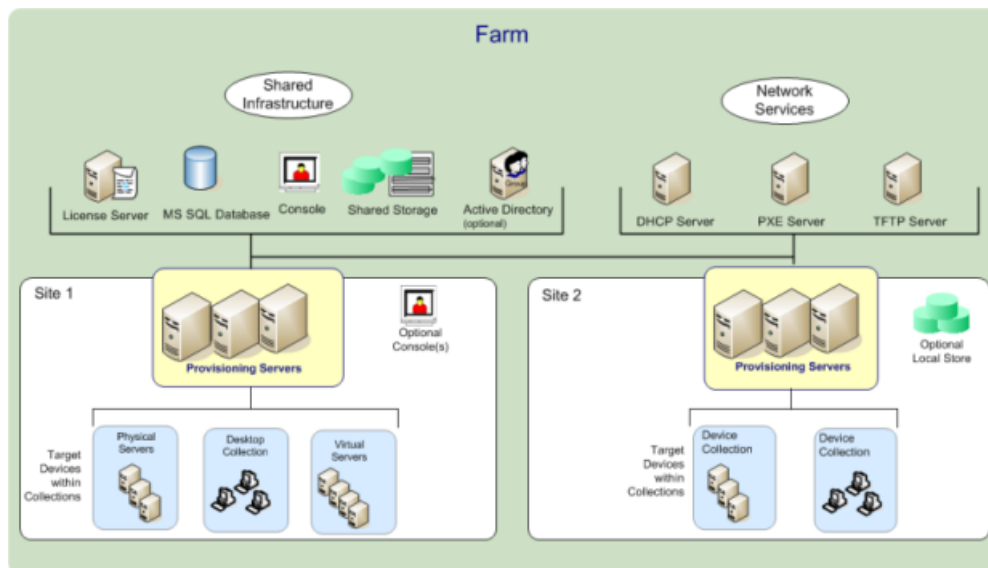 Farm
Shared
Infrastructure
Network
Services
License Server
MS SQL Database
Console
Shared Storage
Group
Active Directory
(optional)
DHCP Server
PXE Server
TFTP Server
Site 1
Provisioning Servers
Optional
Console(s)
Target
Devices
within
Collections
Physical
Servers
Desktop
Collection
Virtual
Servers
Site 2
Provisioning Servers
Optional
Local Store
Target
Devices
within
Collections
Device
Collection
Device
Collection